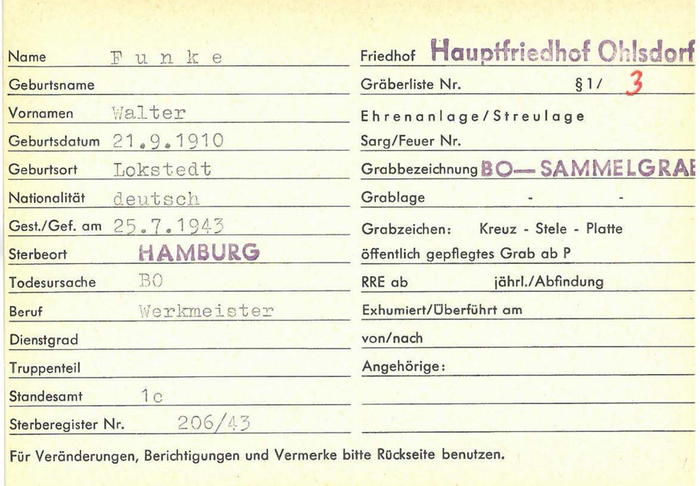 Name F u n k e
Geburtsname
Vornamen Walter
Geburtsdatum 21.9.1910
Geburtsort Lokstedt
Nationalität deutsch
Gest./Gef. am 25.7.1943
Sterbeort HAMBURG
Todesursache BO
Beruf Werkmeister
Dienstgrad
Truppenteil
Standesamt 1c
Sterberegister Nr. 206/43
Friedhof Hauptfriedhof Ohlsdorf
Gräberliste Nr. § 1/ 3
Ehrenanlage/Streulage
Sarg/Feuer Nr.
Grabbezeichnung BO—SAMMELGRAB
Grablage - -
Grabzeichen: Kreuz - Stele - Platte
öffentlich gepflegtes Grab ab P
RRE ab jährl./Abfindung
Exhumiert/Überführt am
von/nach
Angehörige:
Für Veränderungen, Berichtigungen und Vermerke bitte Rückseite benutzen.